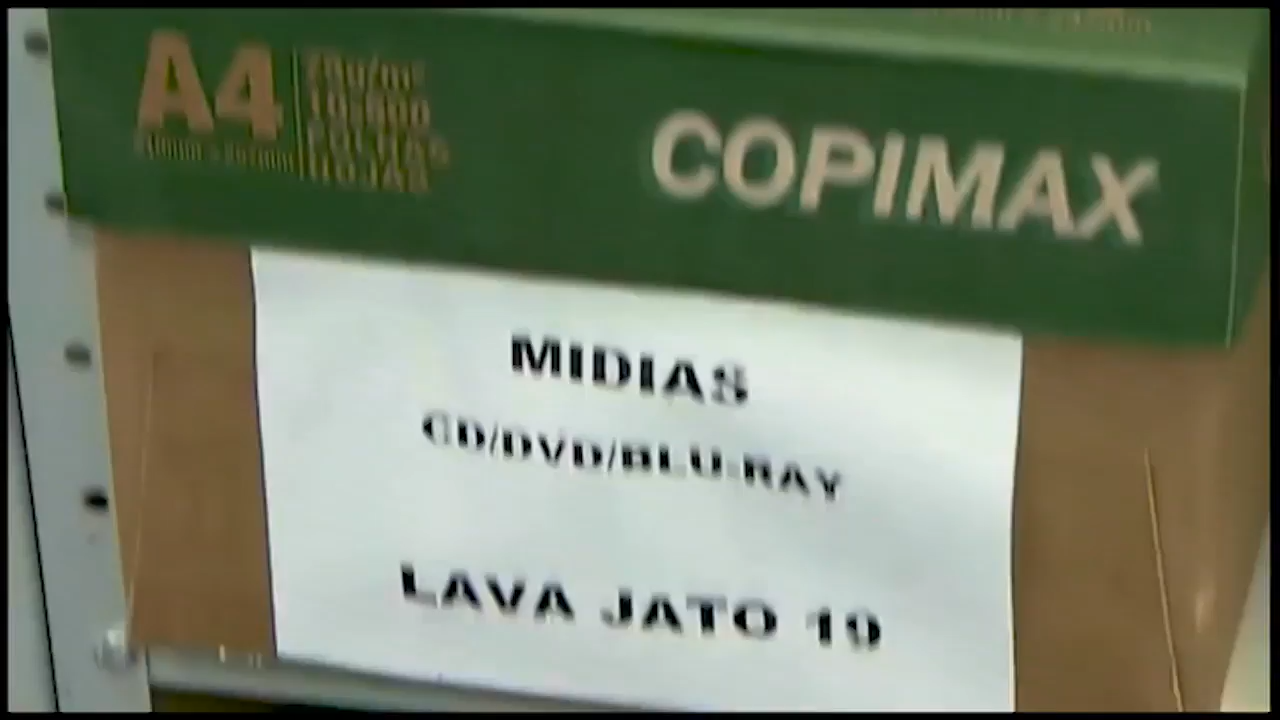 A4
COPIMAX
MIDIAS
CD/DVD/BLU-RAY
LAVA JATO 19